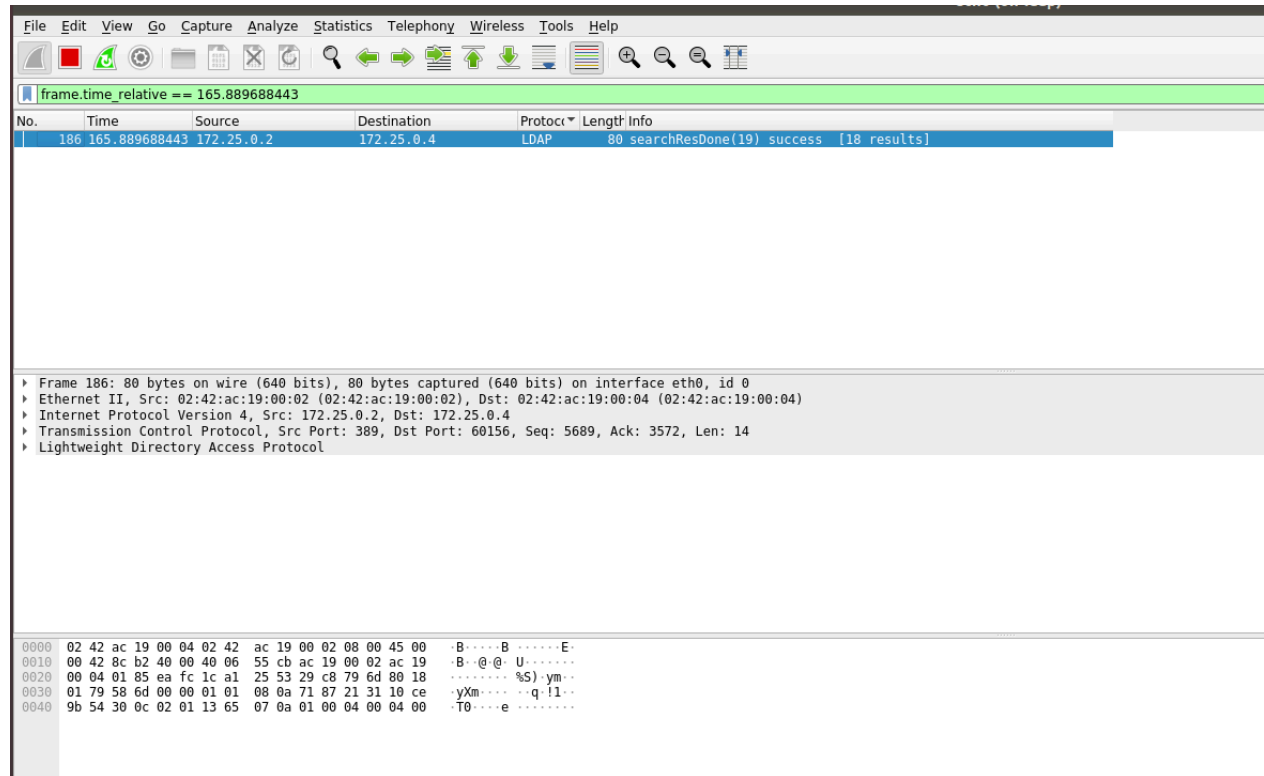 File Edit View Go Capture Analyze Statistics Telephony Wireless Tools Help
frame.time_relative == 165.889688443
No. Time Source Destination Protocc Length Info
186 165.889688443 172.25.0.2 172.25.0.4 LDAP 80 searchResDone(19) success [18 results]
Frame 186: 80 bytes on wire (640 bits), 80 bytes captured (640 bits) on interface eth0, id 0
Ethernet II, Src: 02:42:ac:19:00:02 (02:42:ac:19:00:02), Dst: 02:42:ac:19:00:04 (02:42:ac:19:00:04)
Internet Protocol Version 4, Src: 172.25.0.2, Dst: 172.25.0.4
Transmission Control Protocol, Src Port: 389, Dst Port: 60156, Seq: 5689, Ack: 3572, Len: 14
Lightweight Directory Access Protocol
0000 02 42 ac 19 00 04 02 42 ac 19 00 02 08 00 45 00 ·B·····B ······E·
0010 00 42 8c b2 40 00 40 06 55 cb ac 19 00 02 ac 19 ·B··@·@· U·······
0020 00 04 01 85 ea fc 1c a1 25 53 29 c8 79 6d 80 18 ········ %S)·ym··
0030 01 79 58 6d 00 00 01 01 08 0a 71 87 21 31 10 ce ·yXm···· ··q·!1··
0040 9b 54 30 0c 02 01 13 65 07 0a 01 00 04 00 04 00 ·T0····e ········